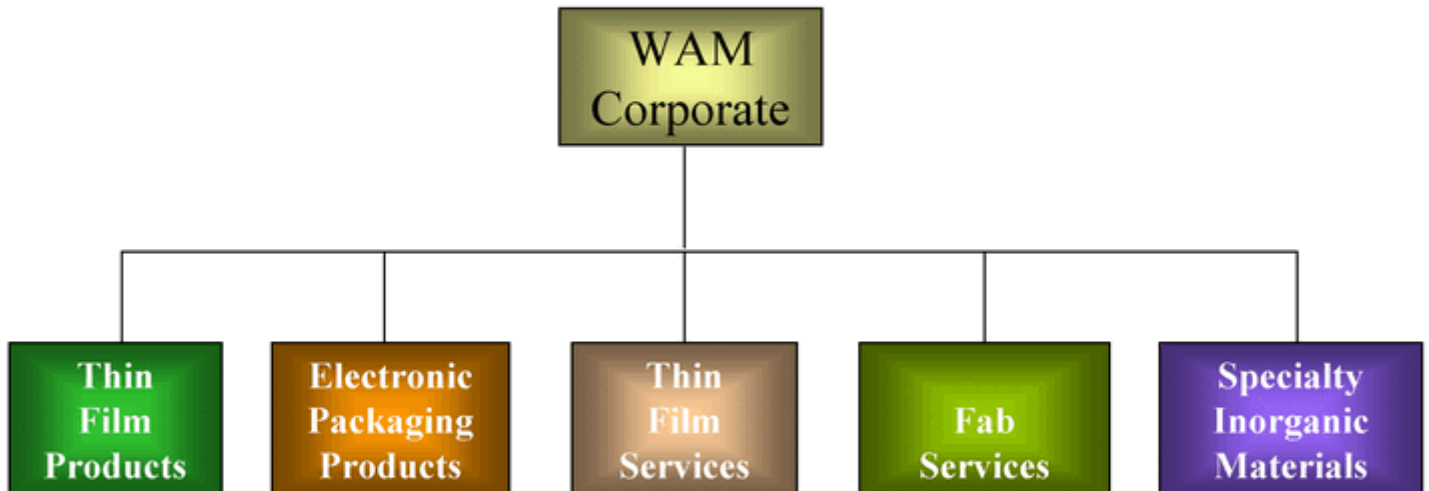 WAM
Corporate
Thin
Film
Products
Electronic
Packaging
Products
Thin
Film
Services
Fab
Services
Specialty
Inorganic
Materials